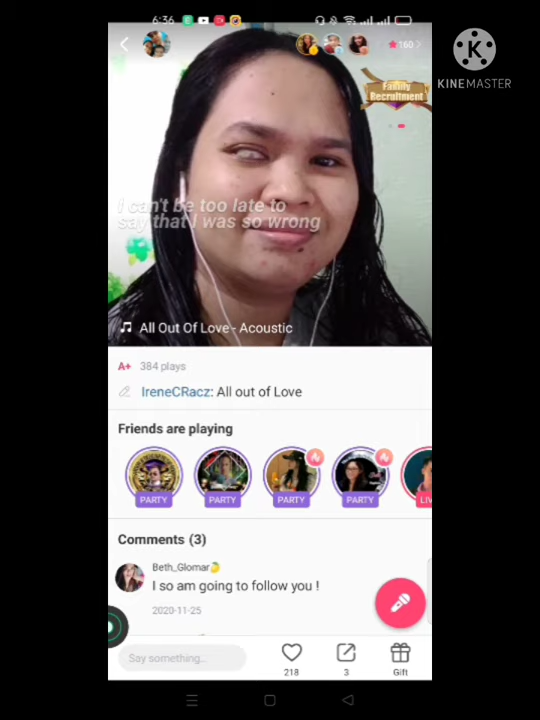 6:36
160
KINEMASTER
Family
Recruitment
I can't be too late to
say that I was so wrong
All Out Of Love - Acoustic
A+ 384 plays
IreneCRacz: All out of Love
Friends are playing
PARTY PARTY PARTY PARTY LIV
Comments (3)
Beth_Glomar
I so am going to follow you !
2020-11-25
Say something...
218 3 Gift